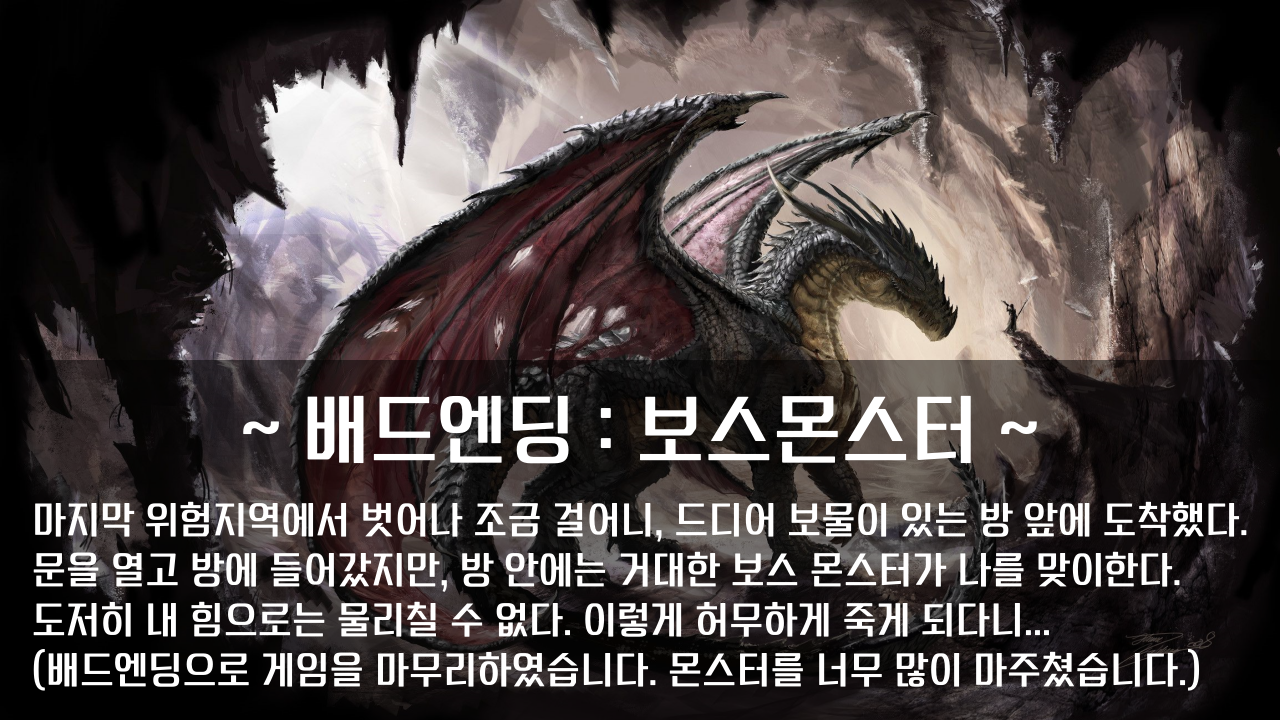 ~ 배드엔딩 : 보스몬스터 ~
마지막 위험지역에서 벗어나 조금 걸어니, 드디어 보물이 있는 방 앞에 도착했다.
문을 열고 방에 들어갔지만, 방 안에는 거대한 보스 몬스터가 나를 맞이한다.
도저히 내 힘으로는 물리칠 수 없다. 이렇게 허무하게 죽게 되다니...
(배드엔딩으로 게임을 마무리하였습니다. 몬스터를 너무 많이 마주쳤습니다.)